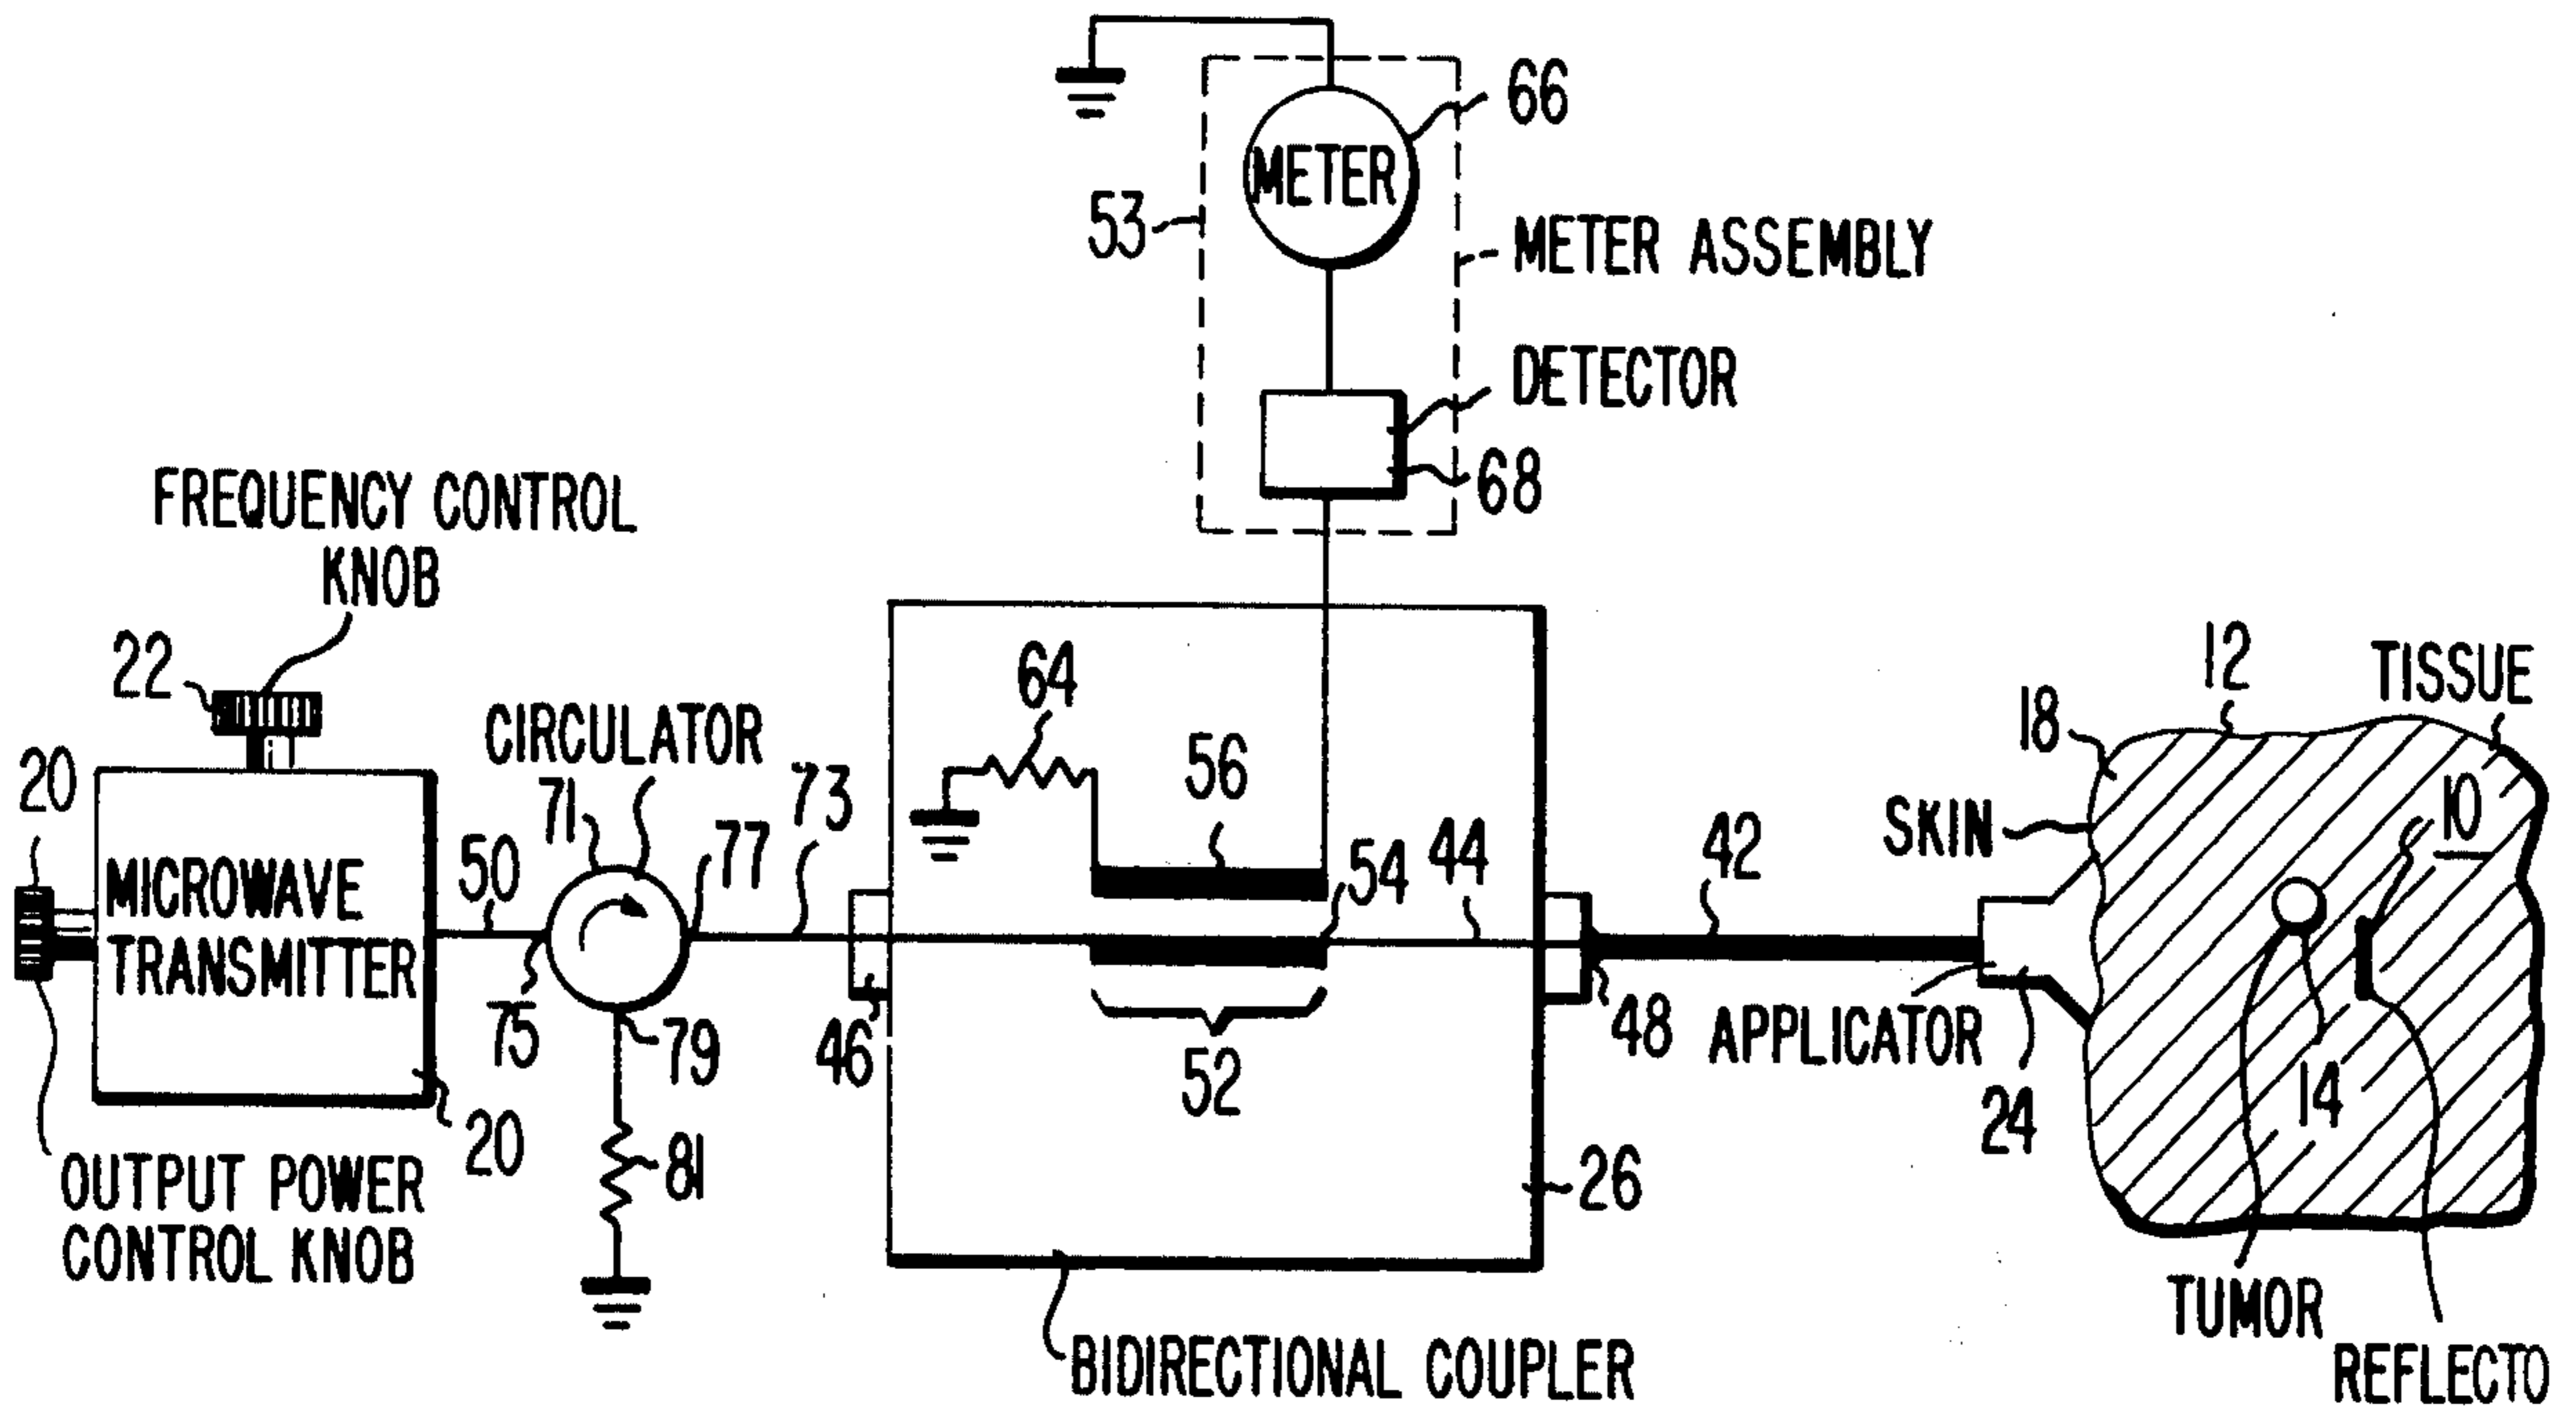 66
METER
53
METER ASSEMBLY
DETECTOR
68
FREQUENCY CONTROL
KNOB
22
20
MICROWAVE
TRANSMITTER
20
OUTPUT POWER
CONTROL KNOB
50
CIRCULATOR
71
75
77
73
79
81
46
64
56
54
44
52
48
26
BIDIRECTIONAL COUPLER
42
APPLICATOR
24
SKIN
18
12
TISSUE
10
14
TUMOR
REFLECTO